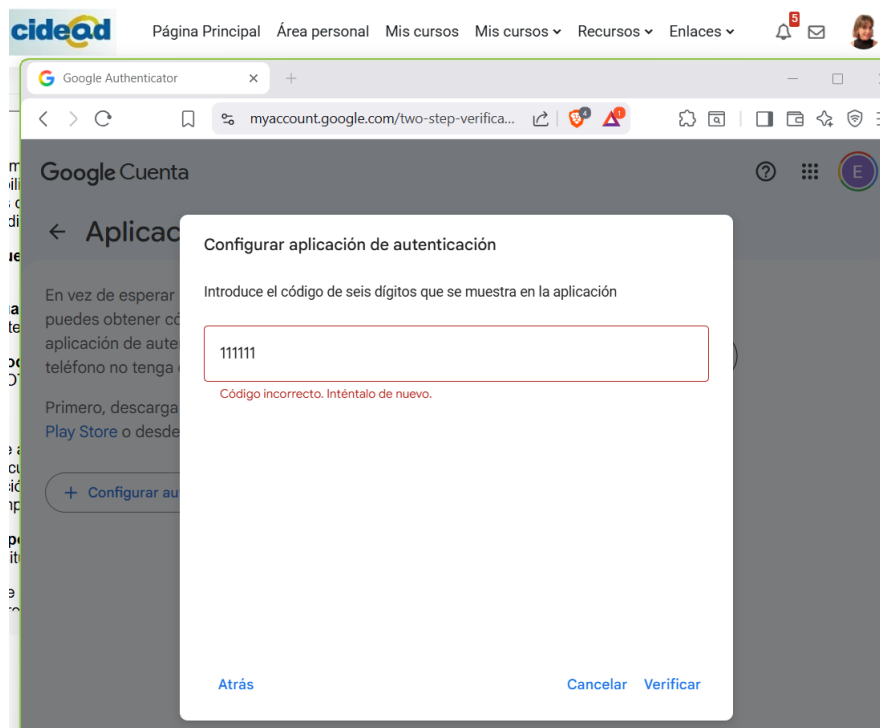 cidead
Página Principal Área personal Mis cursos Mis cursos Recursos Enlaces 5
Google Authenticator
myaccount.google.com/two-step-verifica... 4 1
Google Cuenta E
Aplicac
Configurar aplicación de autenticación
Introduce el código de seis dígitos que se muestra en la aplicación
En vez de esperar
puedes obtener có
aplicación de aute
teléfono no tenga
111111
Código incorrecto. Inténtalo de nuevo.
Primero, descarga
Play Store o desde
+ Configurar au
Atrás Cancelar Verificar